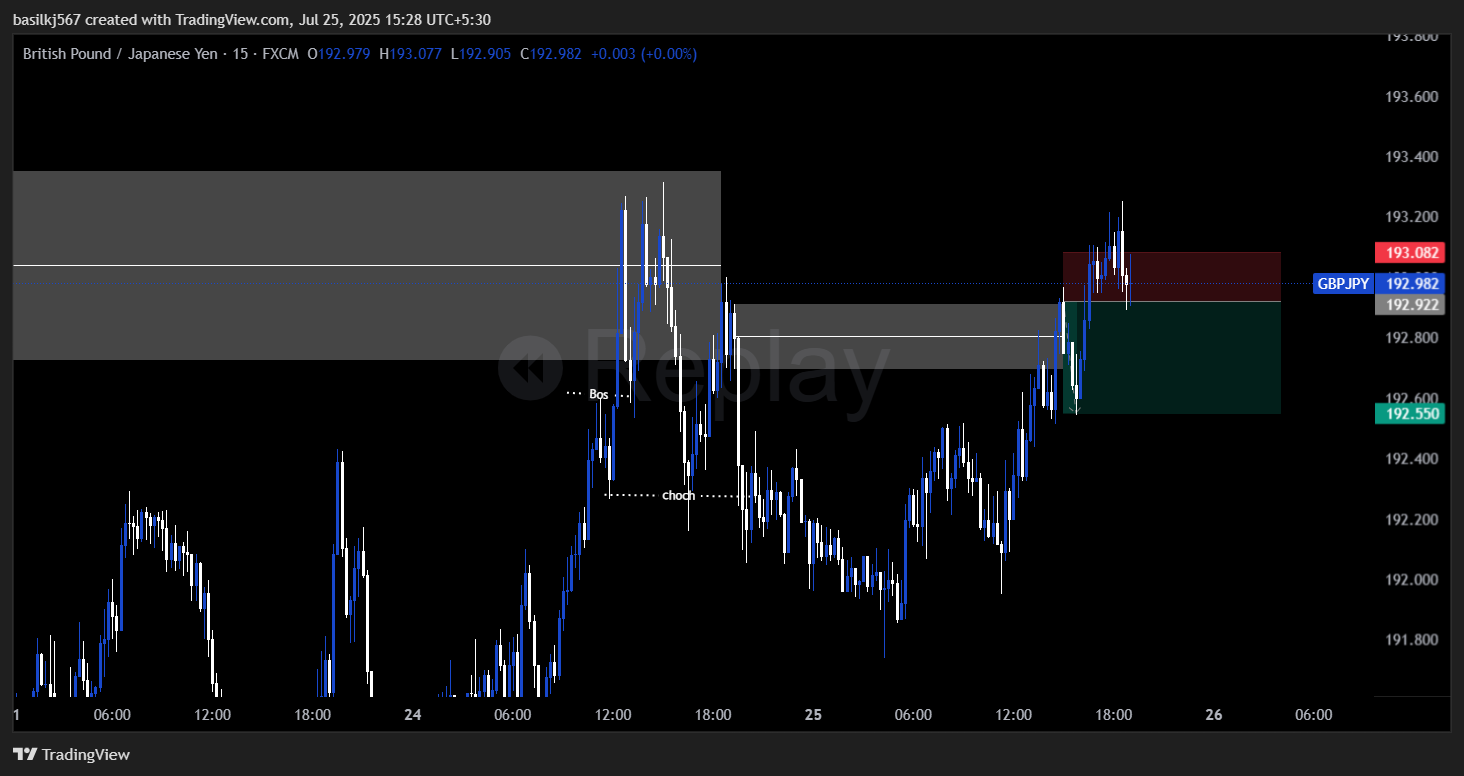 basilkj567 created with TradingView.com, Jul 25, 2025 15:28 UTC+5:30
British Pound / Japanese Yen · 15 · FXCM O192.979 H193.077 L192.905 C192.982 +0.003 (+0.00%)
193.800
193.600
193.400
193.200
193.082
GBPJPY 192.982
192.922
192.800
Replay
192.600
Bos
192.550
192.400
choch
192.200
192.000
191.800
1 06:00 12:00 18:00 24 06:00 12:00 18:00 25 06:00 12:00 18:00 26 06:00
TradingView